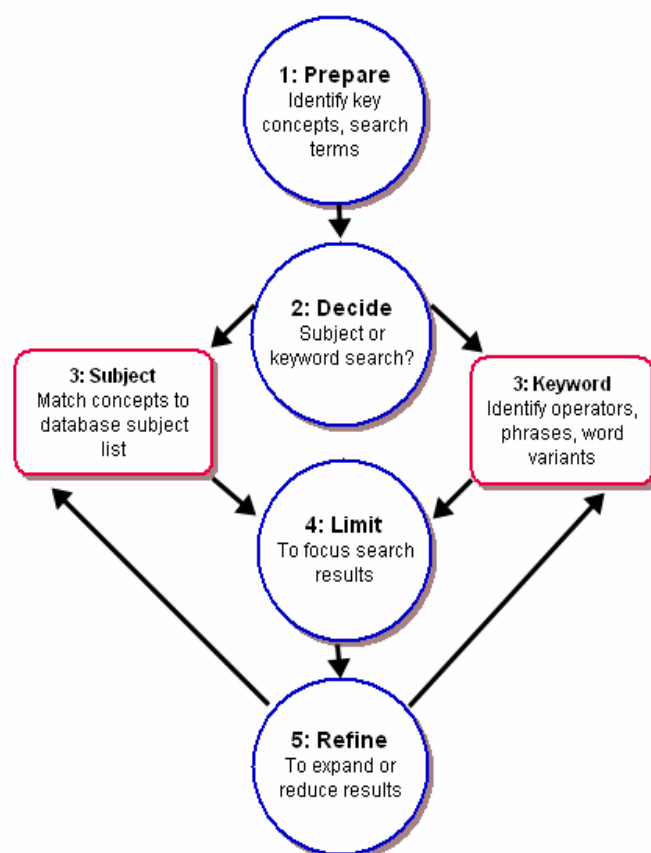 1: Prepare
Identify key
concepts, search
terms
2: Decide
Subject or
keyword search?
3: Subject
Match concepts to
database subject
list
3: Keyword
Identify operators,
phrases, word
variants
4: Limit
To focus search
results
5: Refine
To expand or
reduce results